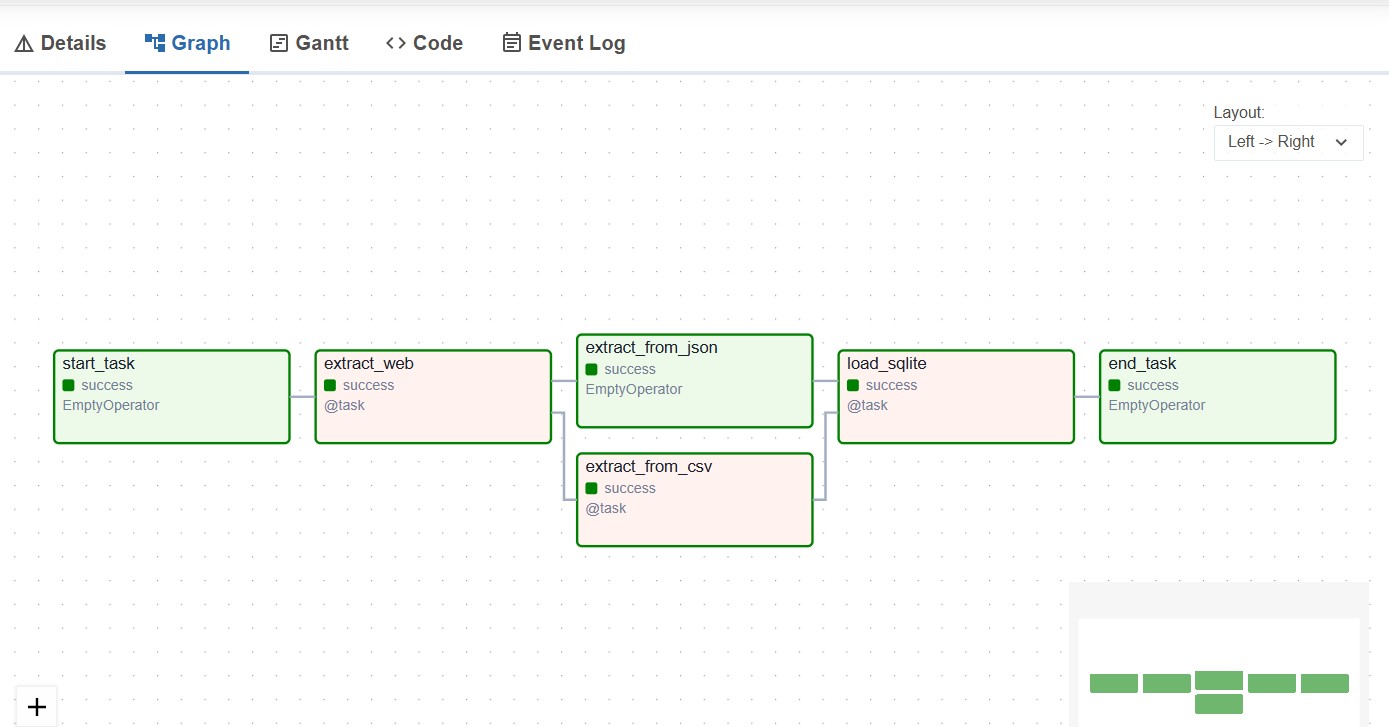 Details Graph Gantt Code Event Log
Layout:
Left -> Right
start_task
success
EmptyOperator
extract_web
success
@task
extract_from_json
success
EmptyOperator
extract_from_csv
success
@task
load_sqlite
success
@task
end_task
success
EmptyOperator